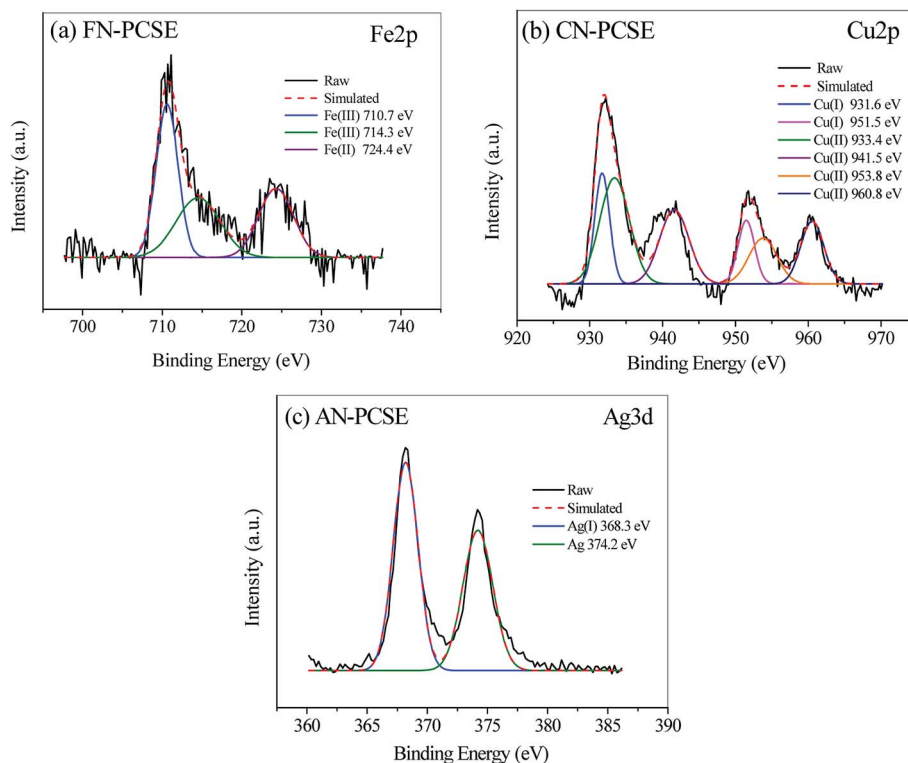 (a) FN-PCSE
Fe2p
Raw
Simulated
Fe(III) 710.7 eV
Fe(III) 714.3 eV
Fe(II) 724.4 eV
Intensity (a.u.)
700 710 720 730 740
Binding Energy (eV)
(b) CN-PCSE
Cu2p
Raw
Simulated
Cu(I) 931.6 eV
Cu(I) 951.5 eV
Cu(II) 933.4 eV
Cu(II) 941.5 eV
Cu(II) 953.8 eV
Cu(II) 960.8 eV
Intensity (a.u.)
920 930 940 950 960 970
Binding Energy (eV)
(c) AN-PCSE
Ag3d
Raw
Simulated
Ag(I) 368.3 eV
Ag 374.2 eV
Intensity (a.u.)
360 365 370 375 380 385 390
Binding Energy (eV)